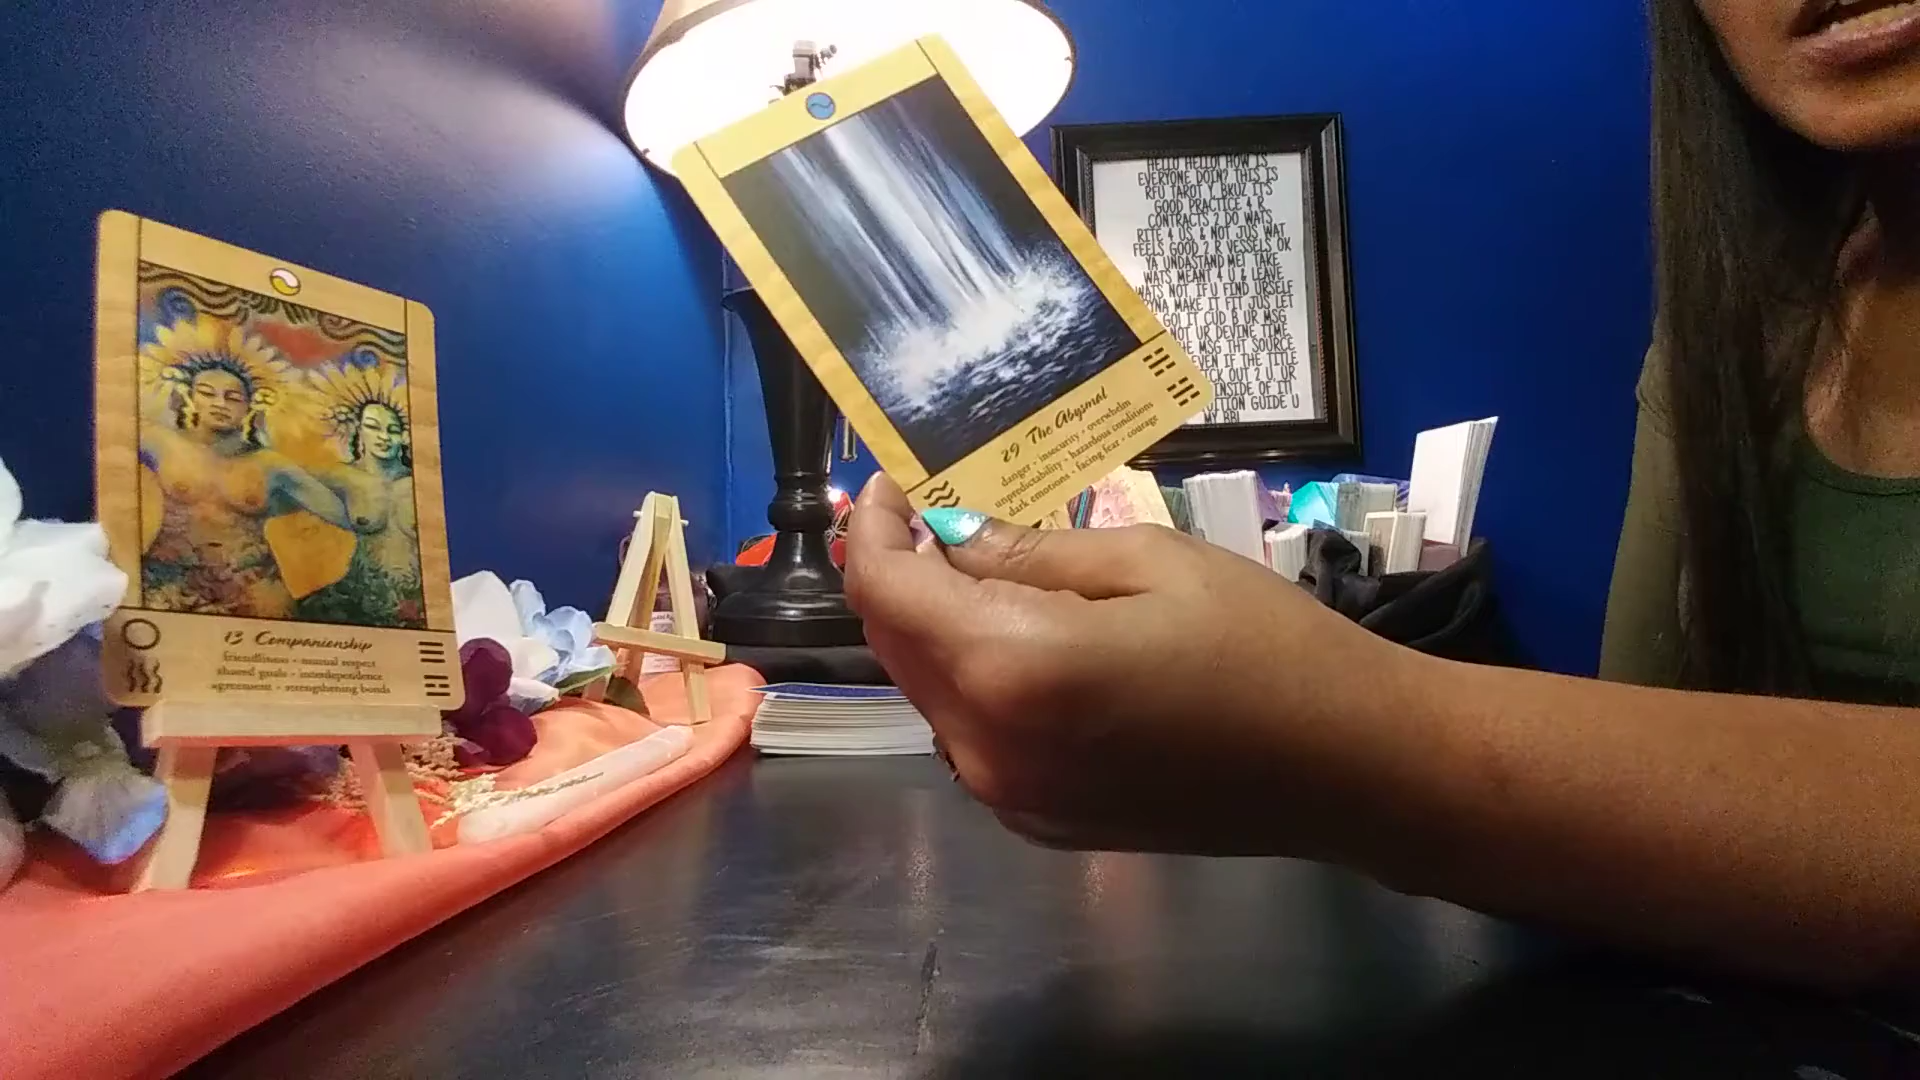 13 Companionship
friendliness - mutual respect
shared goals - interdependence
agreement - strengthening bonds
29 The Abysmal
danger - insecurity - overwhelm
unpredictability - hazardous conditions
dark emotions - facing fear - courage
HELLO HELLO! HOW IS
EVERYONE DOIN? THIS IS
RFU TAROT Y BKUZ IT'S
GOOD PRACTICE 4 R
CONTRACTS 2 DO WATS
RITE 4 US & NOT JUS WAT
FEELS GOOD 2 R VESSELS OK
YA UNDASTAND ME! TAKE
WATS MEANT 4 U & LEAVE
WATS NOT IF U FIND URSELF
MAKE IT FIT JUS LET
GO! IT CUD B UR MSG
NOT UR DEVINE TIME
MSG THT SOURCE
EVEN IF THE TITLE
OUT 2 U. UR
INSIDE OF IT!
GUIDE U
MY BB!